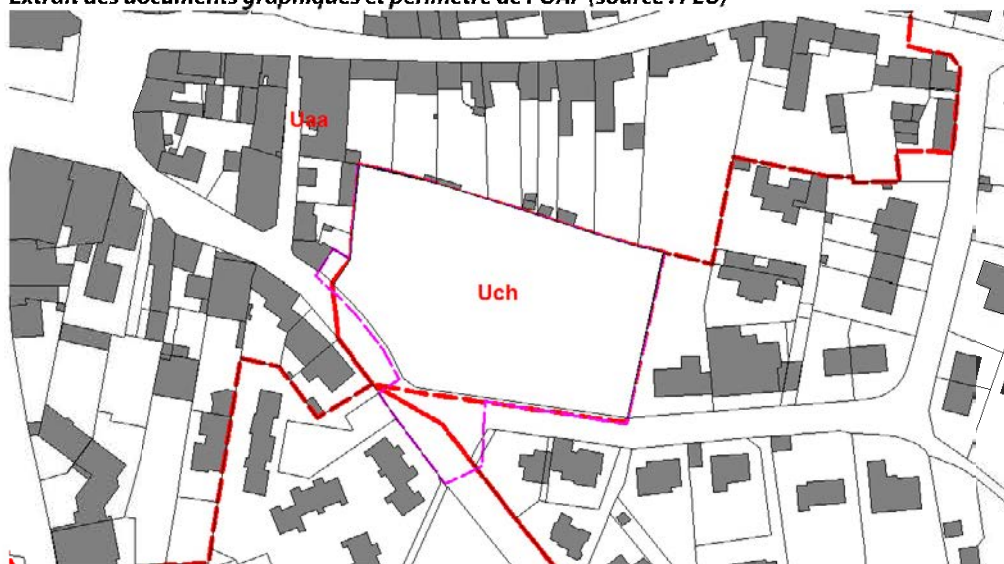 Extrait des documents graphiques et périmètre de l'OAP (source : PLU)
Uaa
Uch